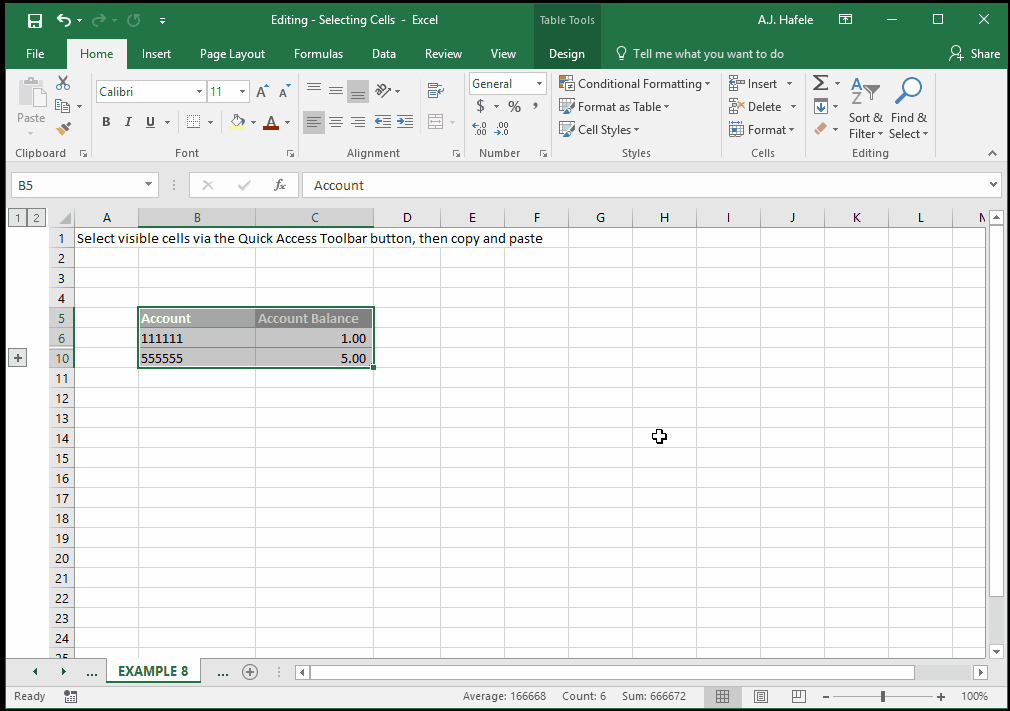 Editing - Selecting Cells - Excel
Table Tools
A.J. Hafele
File Home Insert Page Layout Formulas Data Review View Design Tell me what you want to do Share
Paste
Calibri 11
General
Conditional Formatting
Format as Table
Cell Styles
Insert
Delete
Format
Sort & Filter
Find & Select
B I U
$ % ,
Clipboard Font Alignment Number Styles Cells Editing
B5 fx Account
1 2 A B C D E F G H I J K L
1 Select visible cells via the Quick Access Toolbar button, then copy and paste
2
3
4
5 Account Account Balance
6 111111 1.00
10 555555 5.00
11
12
13
14
15
16
17
18
19
20
21
22
23
24
25
... EXAMPLE 8 ...
Ready Average: 166668 Count: 6 Sum: 666672 100%